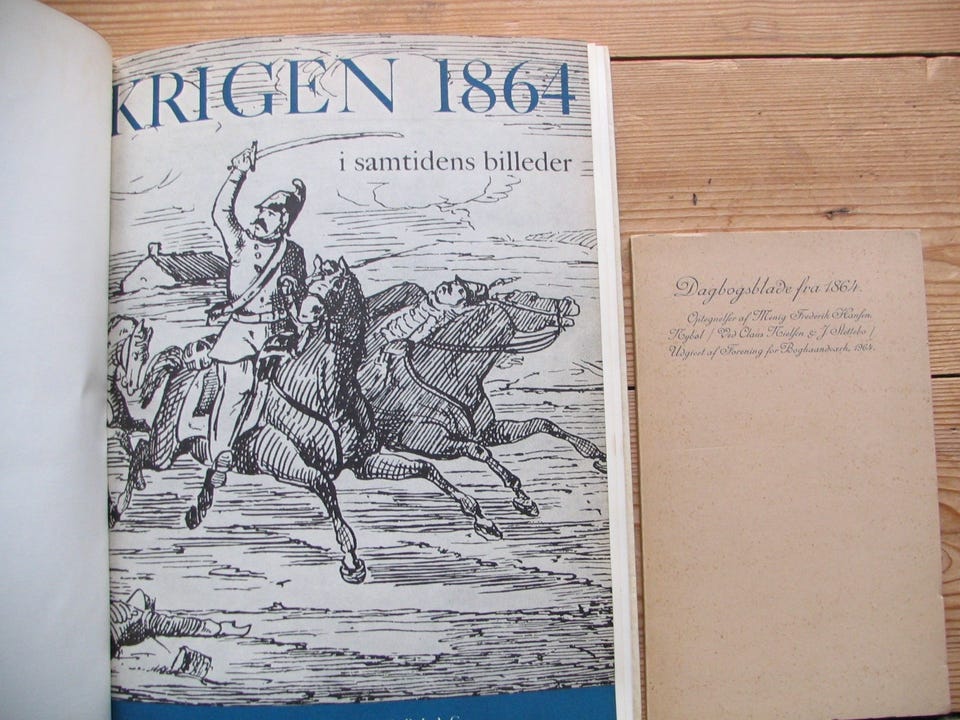 KRIGEN 1864
i samtidens billeder
Dagbogsblade fra 1864.
Optegnelser af Menig Frederik Hansen.
Nybøl / Ved Claus Nielsen & J. Slettebo /
Udgivet af Forening for Boghaandværk, 1964.